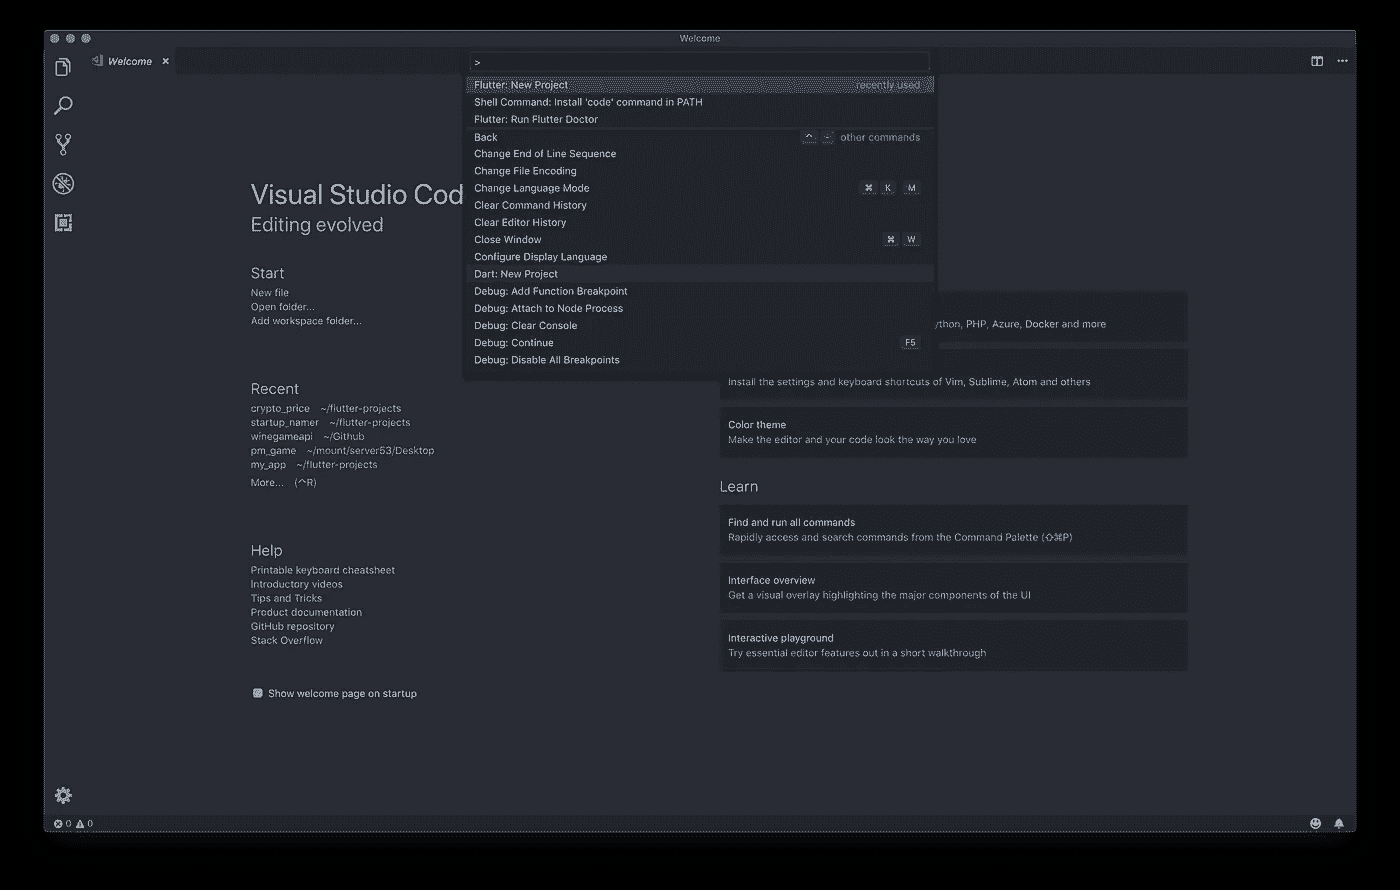 Welcome
Welcome ×
>
Flutter: New Project recently used
Shell Command: Install 'code' command in PATH
Flutter: Run Flutter Doctor
Back ⌃ - other commands
Change End of Line Sequence
Change File Encoding
Change Language Mode ⌘ K M
Clear Command History
Clear Editor History
Close Window ⌘ W
Configure Display Language
Dart: New Project
Debug: Add Function Breakpoint
Debug: Attach to Node Process
Debug: Clear Console
Debug: Continue F5
Debug: Disable All Breakpoints
Visual Studio Cod
Editing evolved
Start
New file
Open folder...
Add workspace folder...
Recent
crypto_price ~/flutter-projects
startup_namer ~/flutter-projects
winegameapi ~/Github
pm_game ~/mount/server53/Desktop
my_app ~/flutter-projects
More... (^R)
Help
Printable keyboard cheatsheet
Introductory videos
Tips and Tricks
Product documentation
GitHub repository
Stack Overflow
Show welcome page on startup
ython, PHP, Azure, Docker and more
Install the settings and keyboard shortcuts of Vim, Sublime, Atom and others
Color theme
Make the editor and your code look the way you love
Learn
Find and run all commands
Rapidly access and search commands from the Command Palette (⇧⌘P)
Interface overview
Get a visual overlay highlighting the major components of the UI
Interactive playground
Try essential editor features out in a short walkthrough
0 0